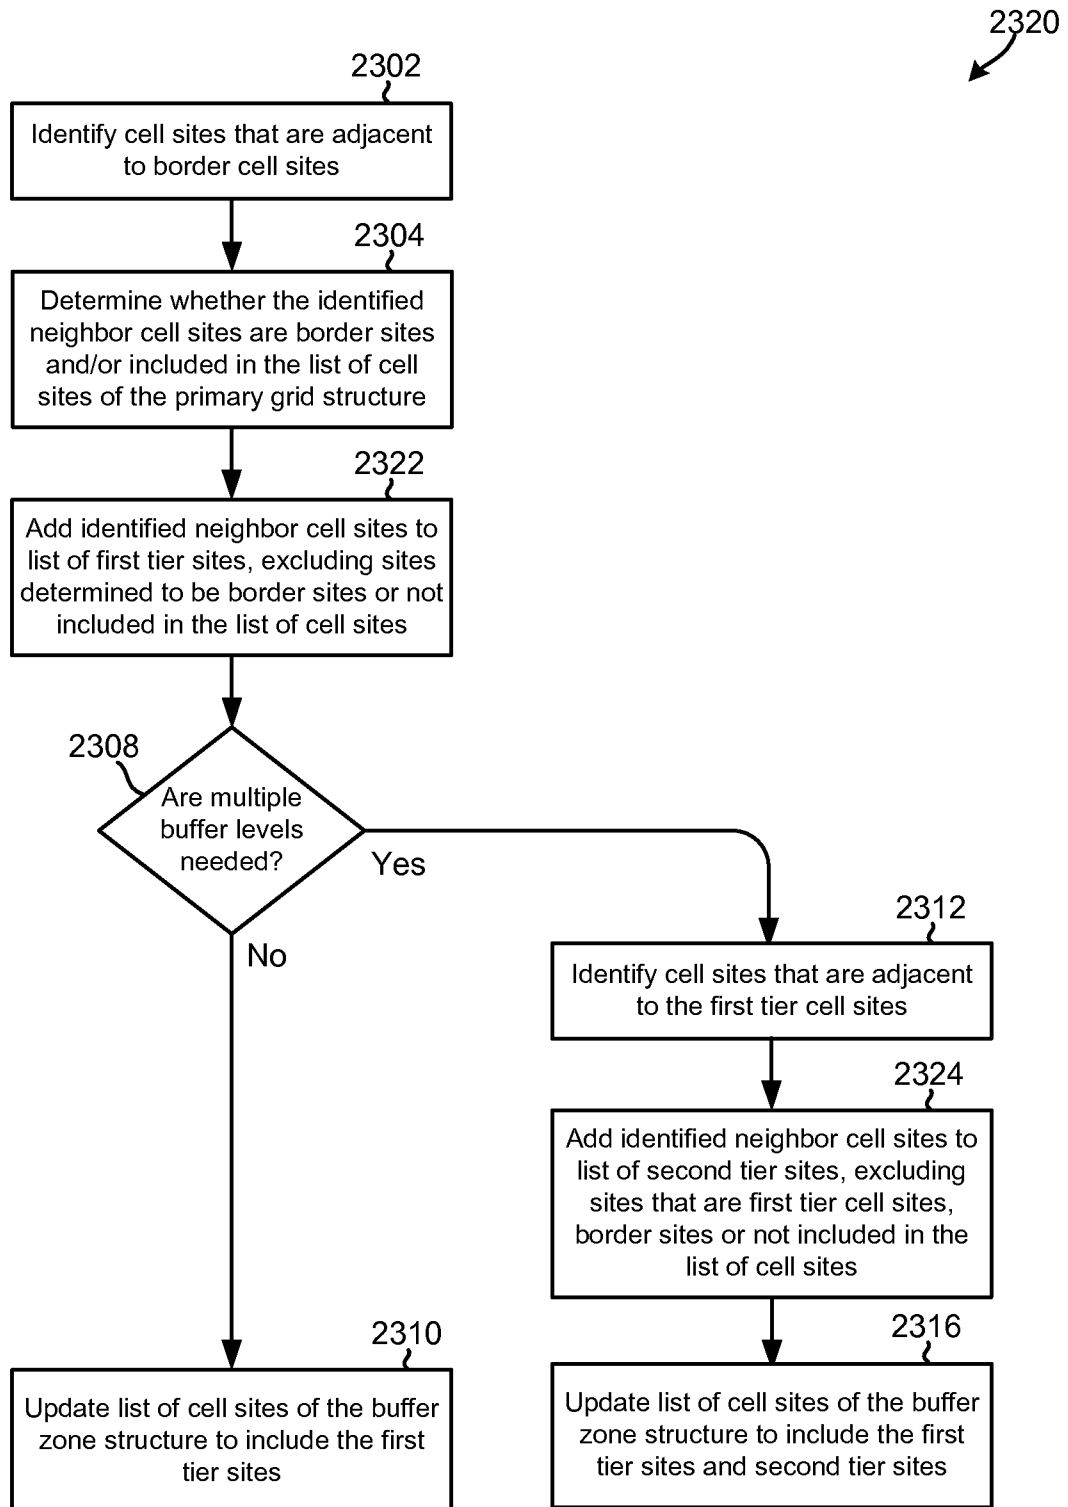 2320
2302
Identify cell sites that are adjacent
to border cell sites
2304
Determine whether the identified
neighbor cell sites are border sites
and/or included in the list of cell
sites of the primary grid structure
2322
Add identified neighbor cell sites to
list of first tier sites, excluding sites
determined to be border sites or not
included in the list of cell sites
2308
Are multiple
buffer levels
needed?
Yes
No
2312
Identify cell sites that are adjacent
to the first tier cell sites
2324
Add identified neighbor cell sites to
list of second tier sites, excluding
sites that are first tier cell sites,
border sites or not included in the
list of cell sites
2310
Update list of cell sites of the buffer
zone structure to include the first
tier sites
2316
Update list of cell sites of the buffer
zone structure to include the first
tier sites and second tier sites